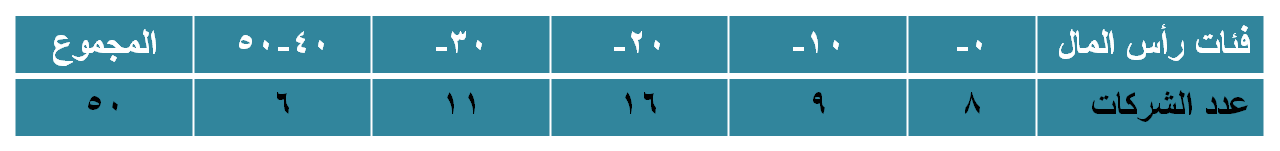 فئات رأس المال ٠- ١٠- ٢٠- ٣٠- ٤٠-٥٠ المجموع
عدد الشركات ٨ ٩ ١٦ ١١ ٦ ٥٠